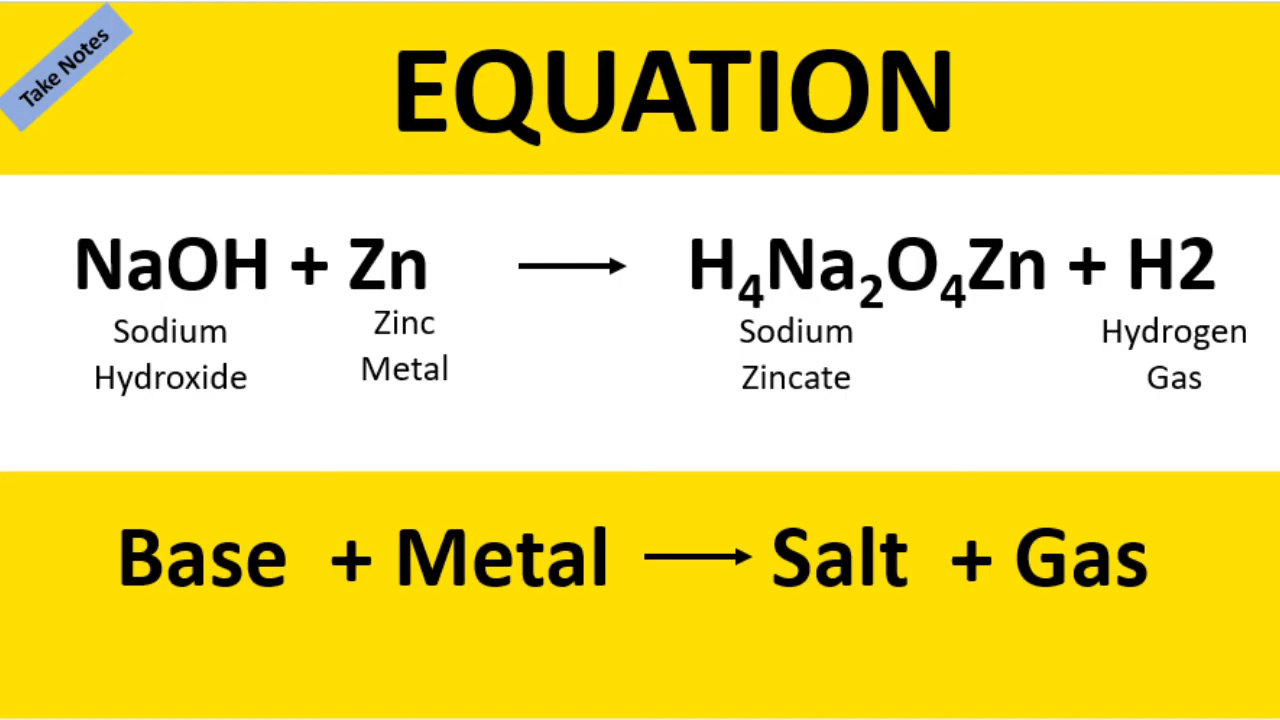 Take Notes
EQUATION
NaOH + Zn ⟶ H₄Na₂O₄Zn + H2
Sodium Hydroxide
Zinc Metal
Sodium Zincate
Hydrogen Gas
Base + Metal ⟶ Salt + Gas